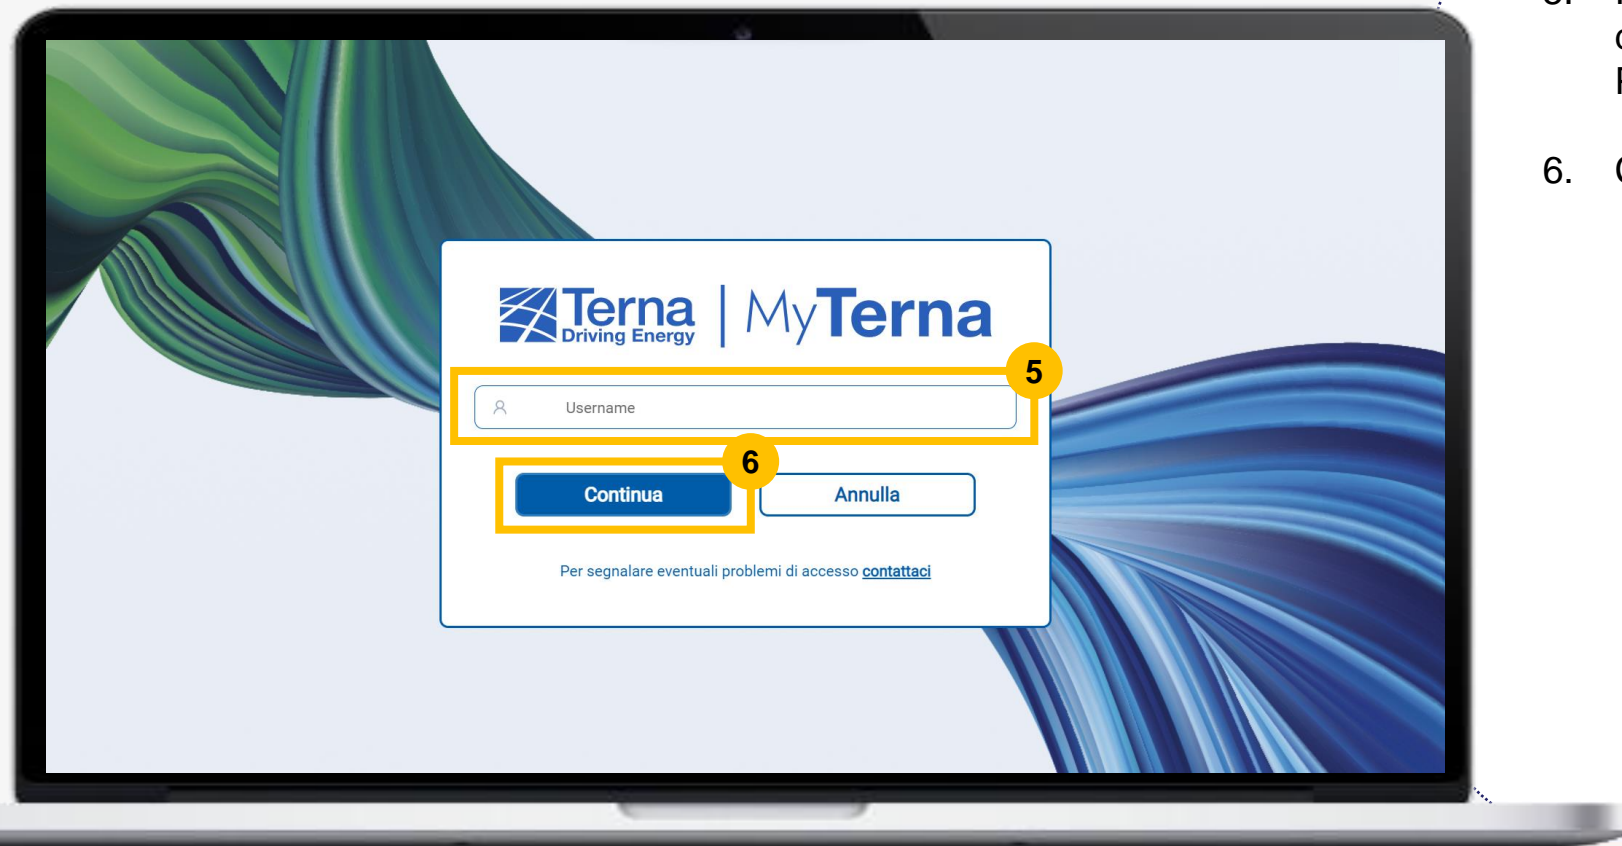 Terna
Driving Energy
MyTerna
5
Username
6
Continua
Annulla
Per segnalare eventuali problemi di accesso contattaci
6.